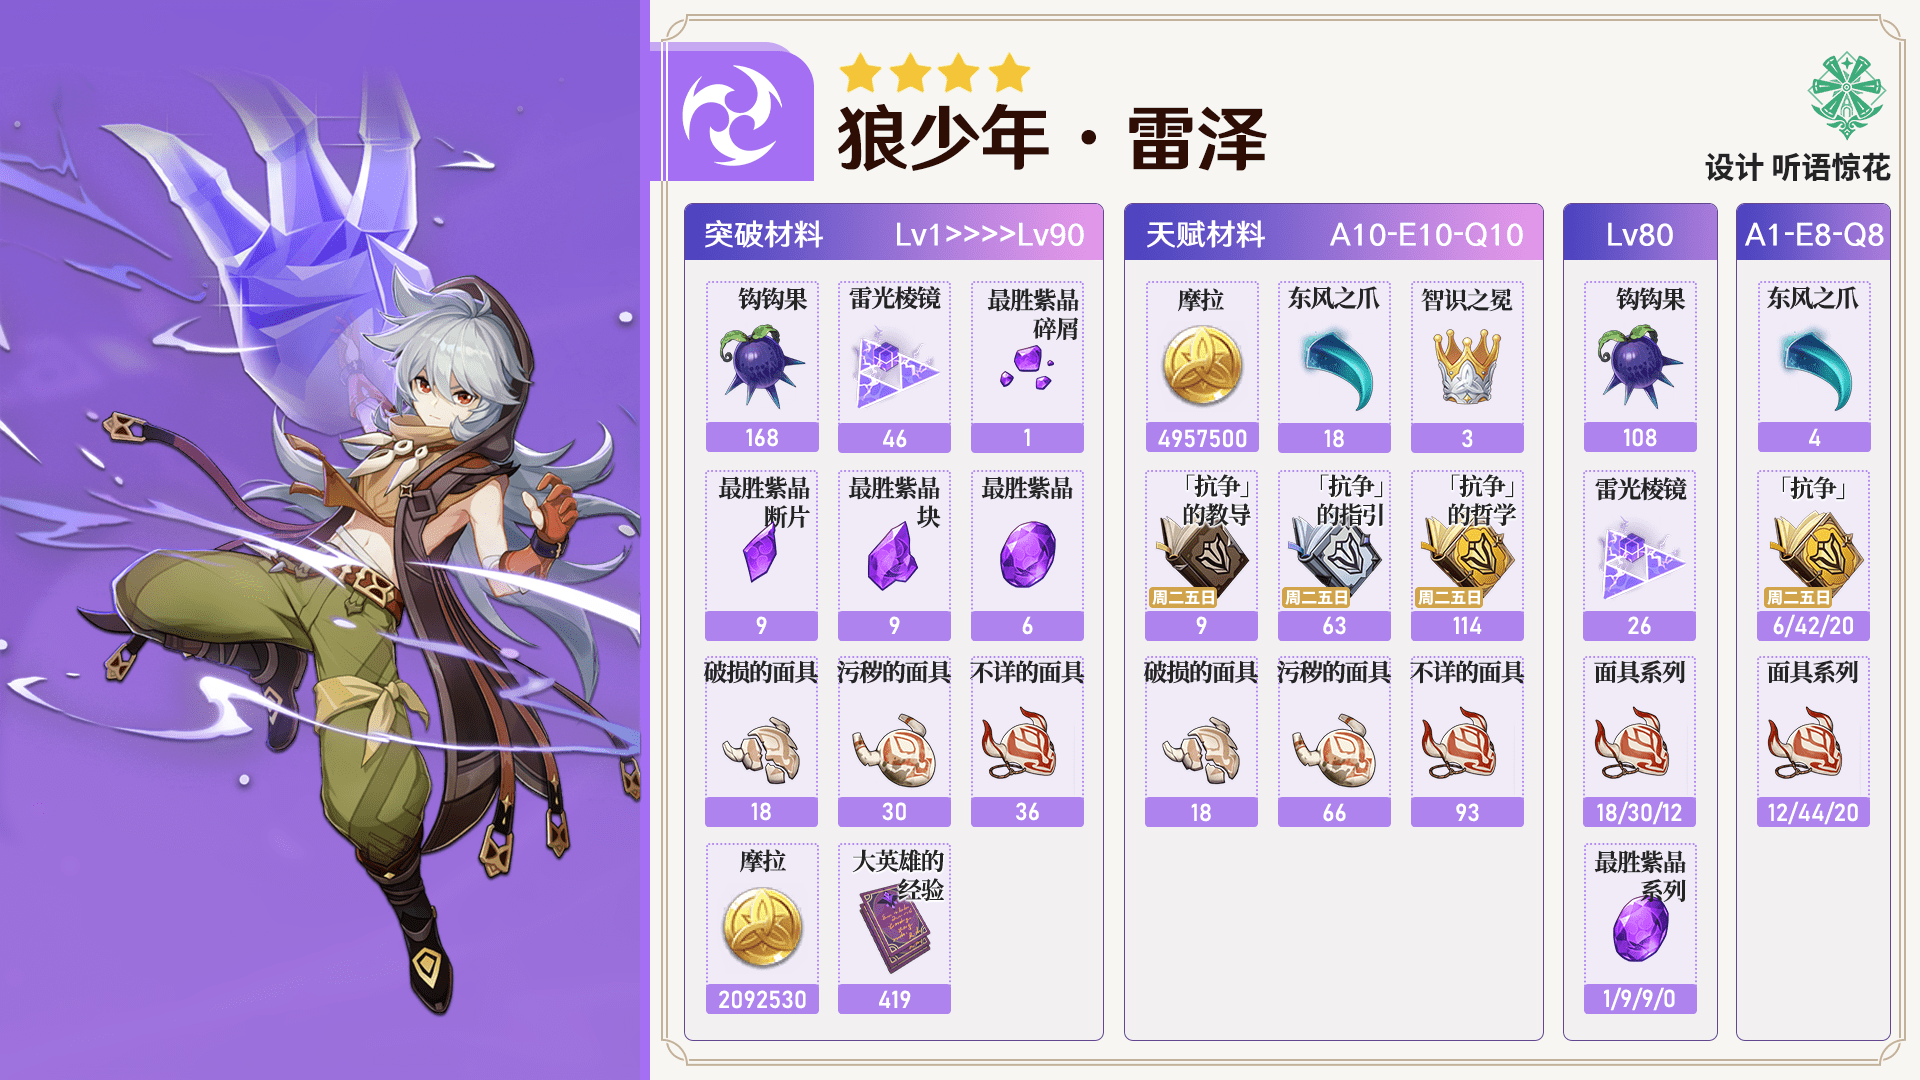 狼少年·雷泽
设计 听语惊花
突破材料 Lv1>>>>Lv90
钩钩果
168
雷光棱镜
46
最胜紫晶
碎屑
1
最胜紫晶
断片
9
最胜紫晶
块
9
最胜紫晶
6
破损的面具
18
污秽的面具
30
不详的面具
36
摩拉
2092530
大英雄的
经验
419
天赋材料 A10-E10-Q10
摩拉
4957500
东风之爪
18
智识之冕
3
「抗争」
的教导
周二五日
9
「抗争」
的指引
周二五日
63
「抗争」
的哲学
周二五日
114
破损的面具
18
污秽的面具
66
不详的面具
93
Lv80
钩钩果
108
雷光棱镜
26
面具系列
18/30/12
最胜紫晶
系列
1/9/9/0
A1-E8-Q8
东风之爪
4
「抗争」
周二五日
6/42/20
面具系列
12/44/20